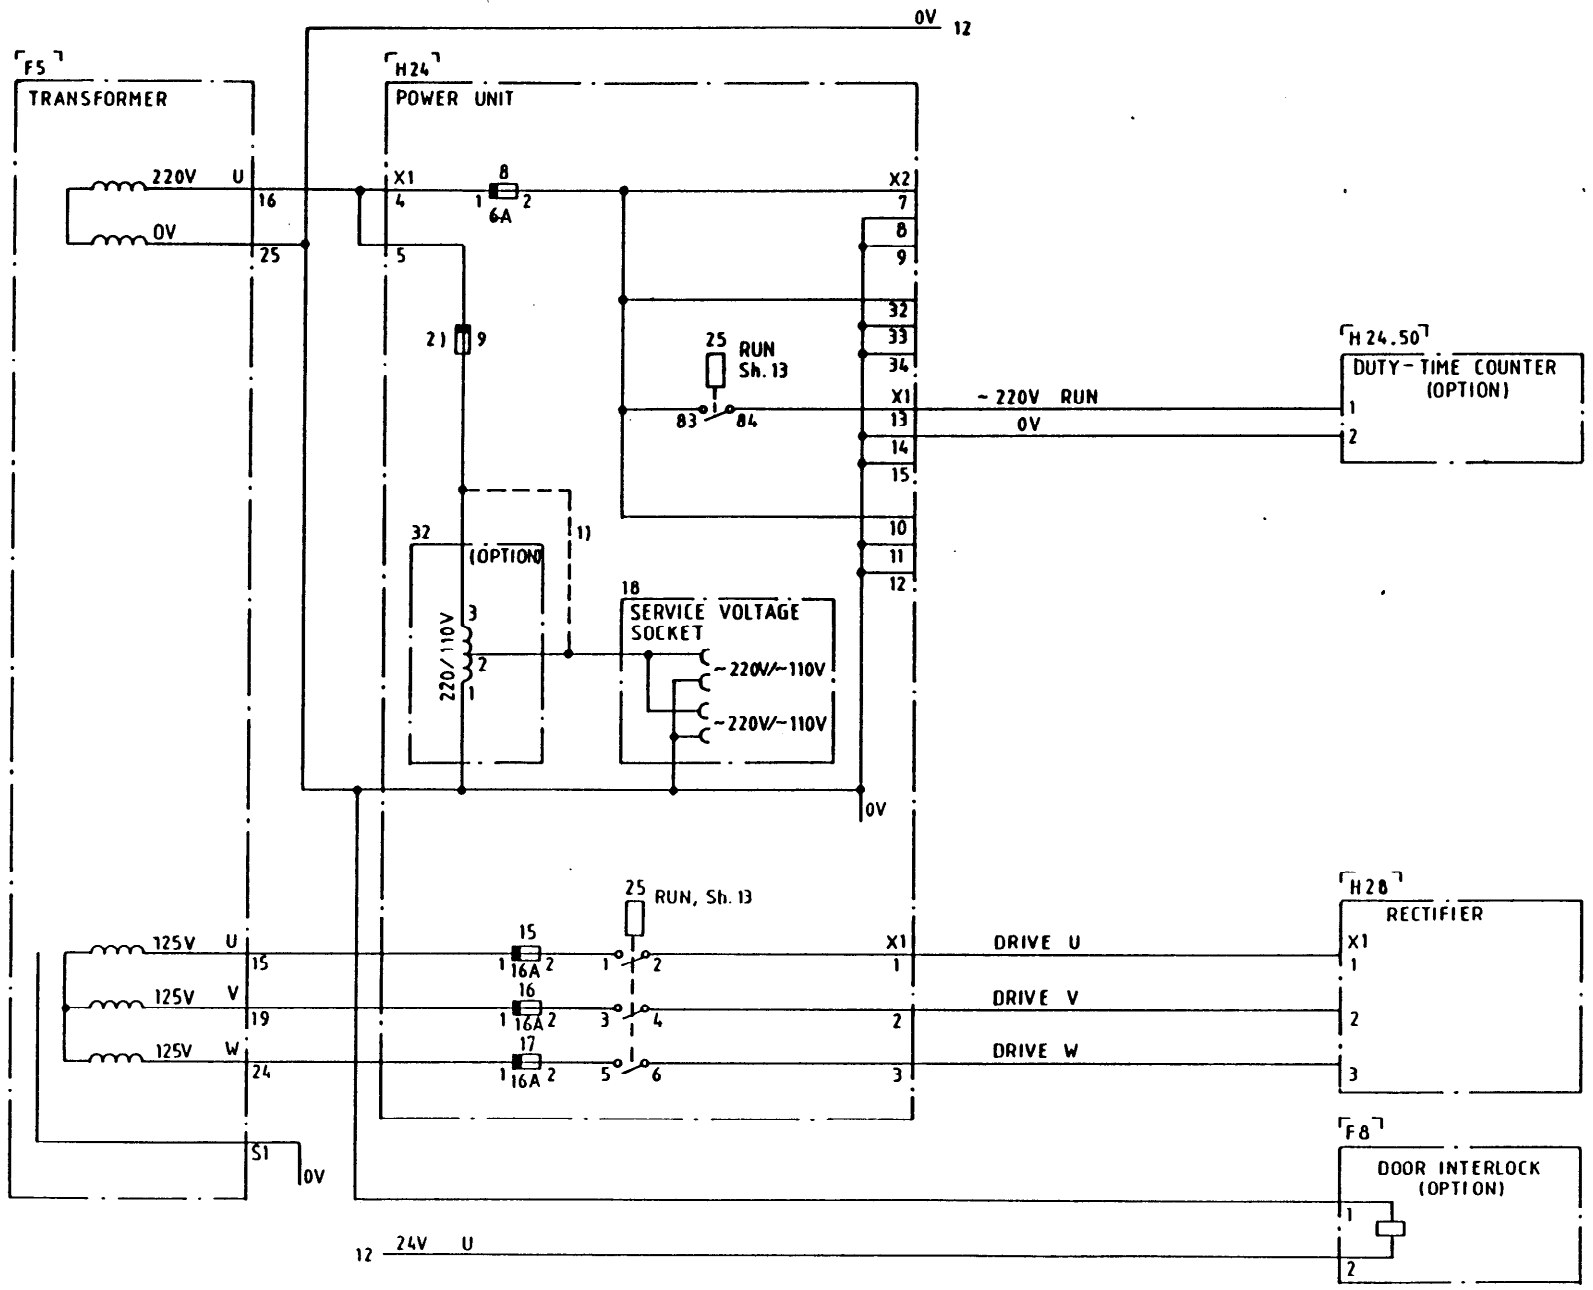 0V 12
F5
TRANSFORMER
H24
POWER UNIT
220V U
16
0V
25
X1
4
5
8
1 2
6A
X2
7
8
9
32
33
34
2) 9
25 RUN
Sh. 13
83 84
X1
13
14
15
10
11
12
~220V RUN
0V
H24.50
DUTY-TIME COUNTER
(OPTION)
1
2
1)
32
(OPTION)
220/110V
3
2
1
18
SERVICE VOLTAGE
SOCKET
~220V/~110V
~220V/~110V
0V
25 RUN, Sh. 13
125V U
15
125V V
19
125V W
24
S1
0V
15
1 16A 2
16
1 16A 2
17
1 16A 2
1 2
3 4
5 6
X1
1
2
3
DRIVE U
DRIVE V
DRIVE W
H28
RECTIFIER
X1
1
2
3
F8
DOOR INTERLOCK
(OPTION)
1
2
12 24V U